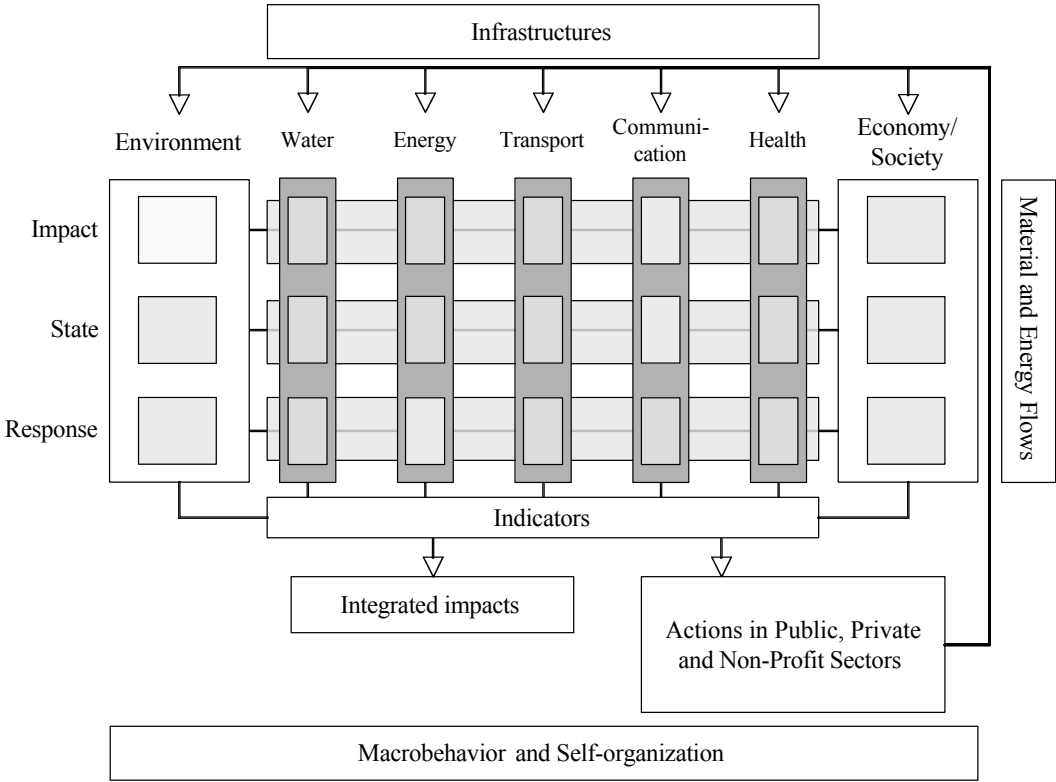 Infrastructures
Environment
Water
Energy
Transport
Communi-
cation
Health
Economy/
Society
Impact
State
Response
Material and Energy Flows
Indicators
Integrated impacts
Actions in Public, Private
and Non-Profit Sectors
Macrobehavior and Self-organization